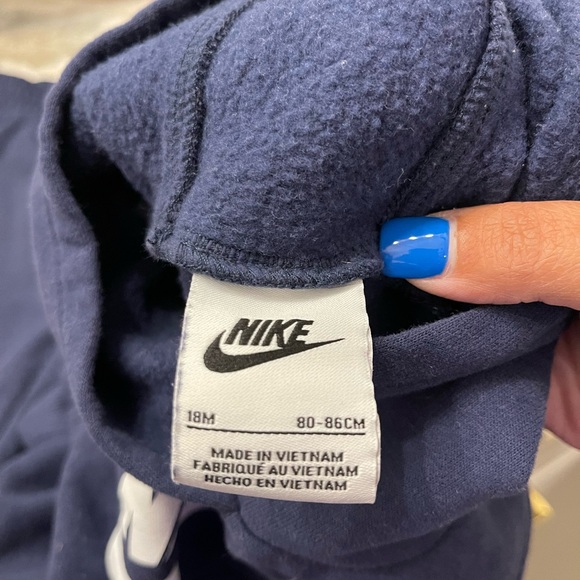 NIKE
18M 80-86CM
MADE IN VIETNAM
FABRIQUÉ AU VIETNAM
HECHO EN VIETNAM